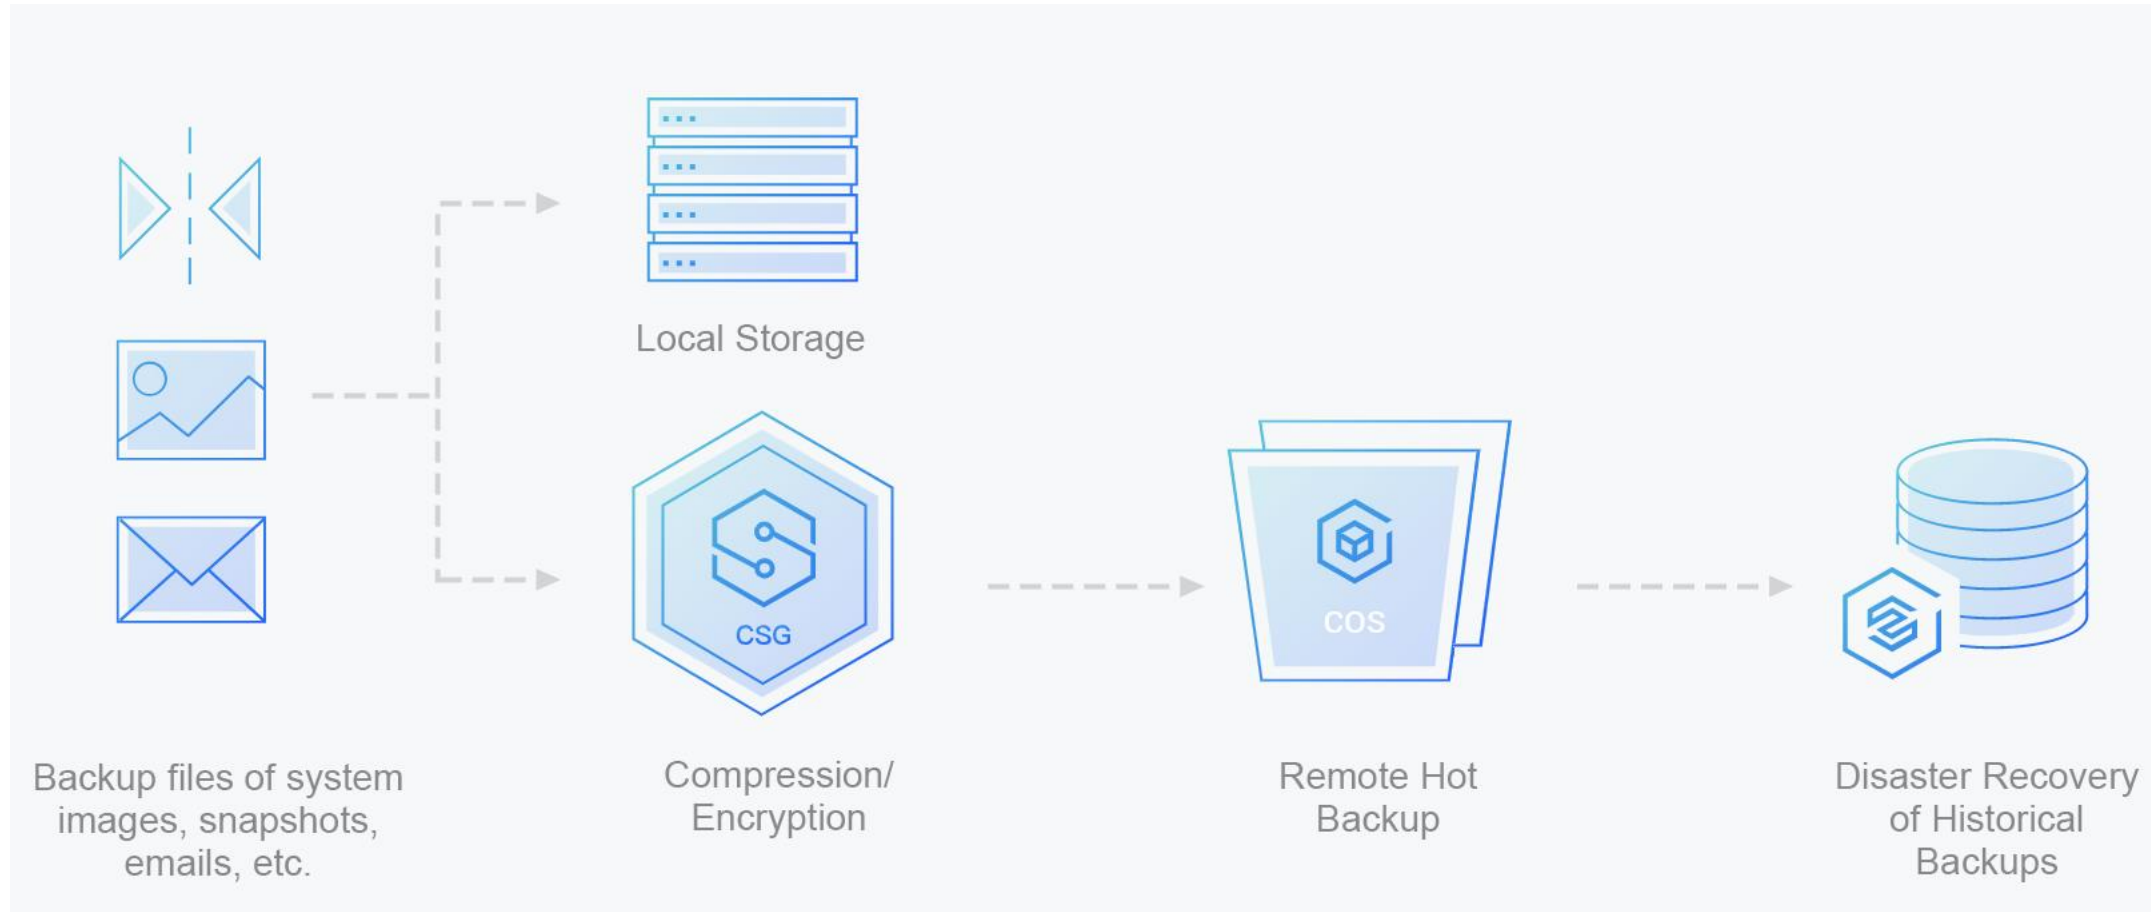 Local Storage
CSG
COS
Backup files of system
images, snapshots,
emails, etc.
Compression/
Encryption
Remote Hot
Backup
Disaster Recovery
of Historical
Backups